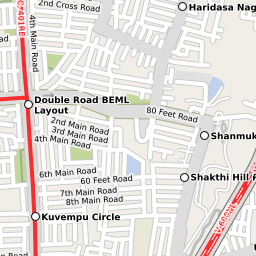 Haridasa Nag
2nd Cross Road
C-401RE
4th Main Road
Double Road BEML
Layout
80 Feet Road
2nd Main Road
3rd Main Road
4th Main Road
Shanmuk
6th Main Road
60 Feet Road
7th Main Road
8th Main Road
Shakthi Hill
Kuvempu Circle